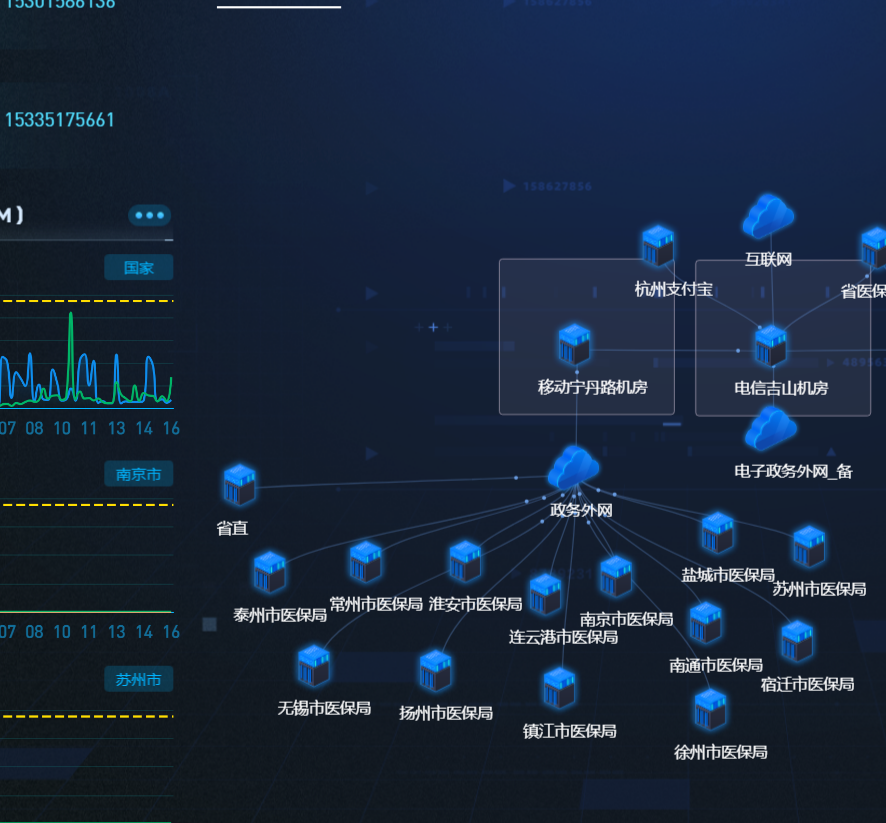 15301586136
15335175661
M)
国家
07 08 10 11 13 14 16
南京市
07 08 10 11 13 14 16
苏州市
158627856
互联网
杭州支付宝
省医保
移动宁丹路机房
电信吉山机房
电子政务外网_备
政务外网
省直
盐城市医保局
苏州市医保局
泰州市医保局
常州市医保局
淮安市医保局
南京市医保局
连云港市医保局
南通市医保局
宿迁市医保局
无锡市医保局
扬州市医保局
镇江市医保局
徐州市医保局